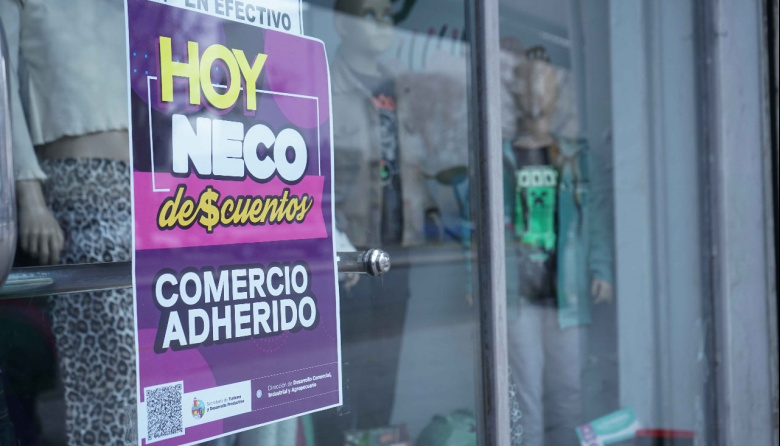 EN EFECTIVO
HOY
NECO
de$cuentos
COMERCIO
ADHERIDO
Secretaría de Turismo
y Desarrollo Productivo
Dirección de Desarrollo Comercial,
Industrial y Agropecuario